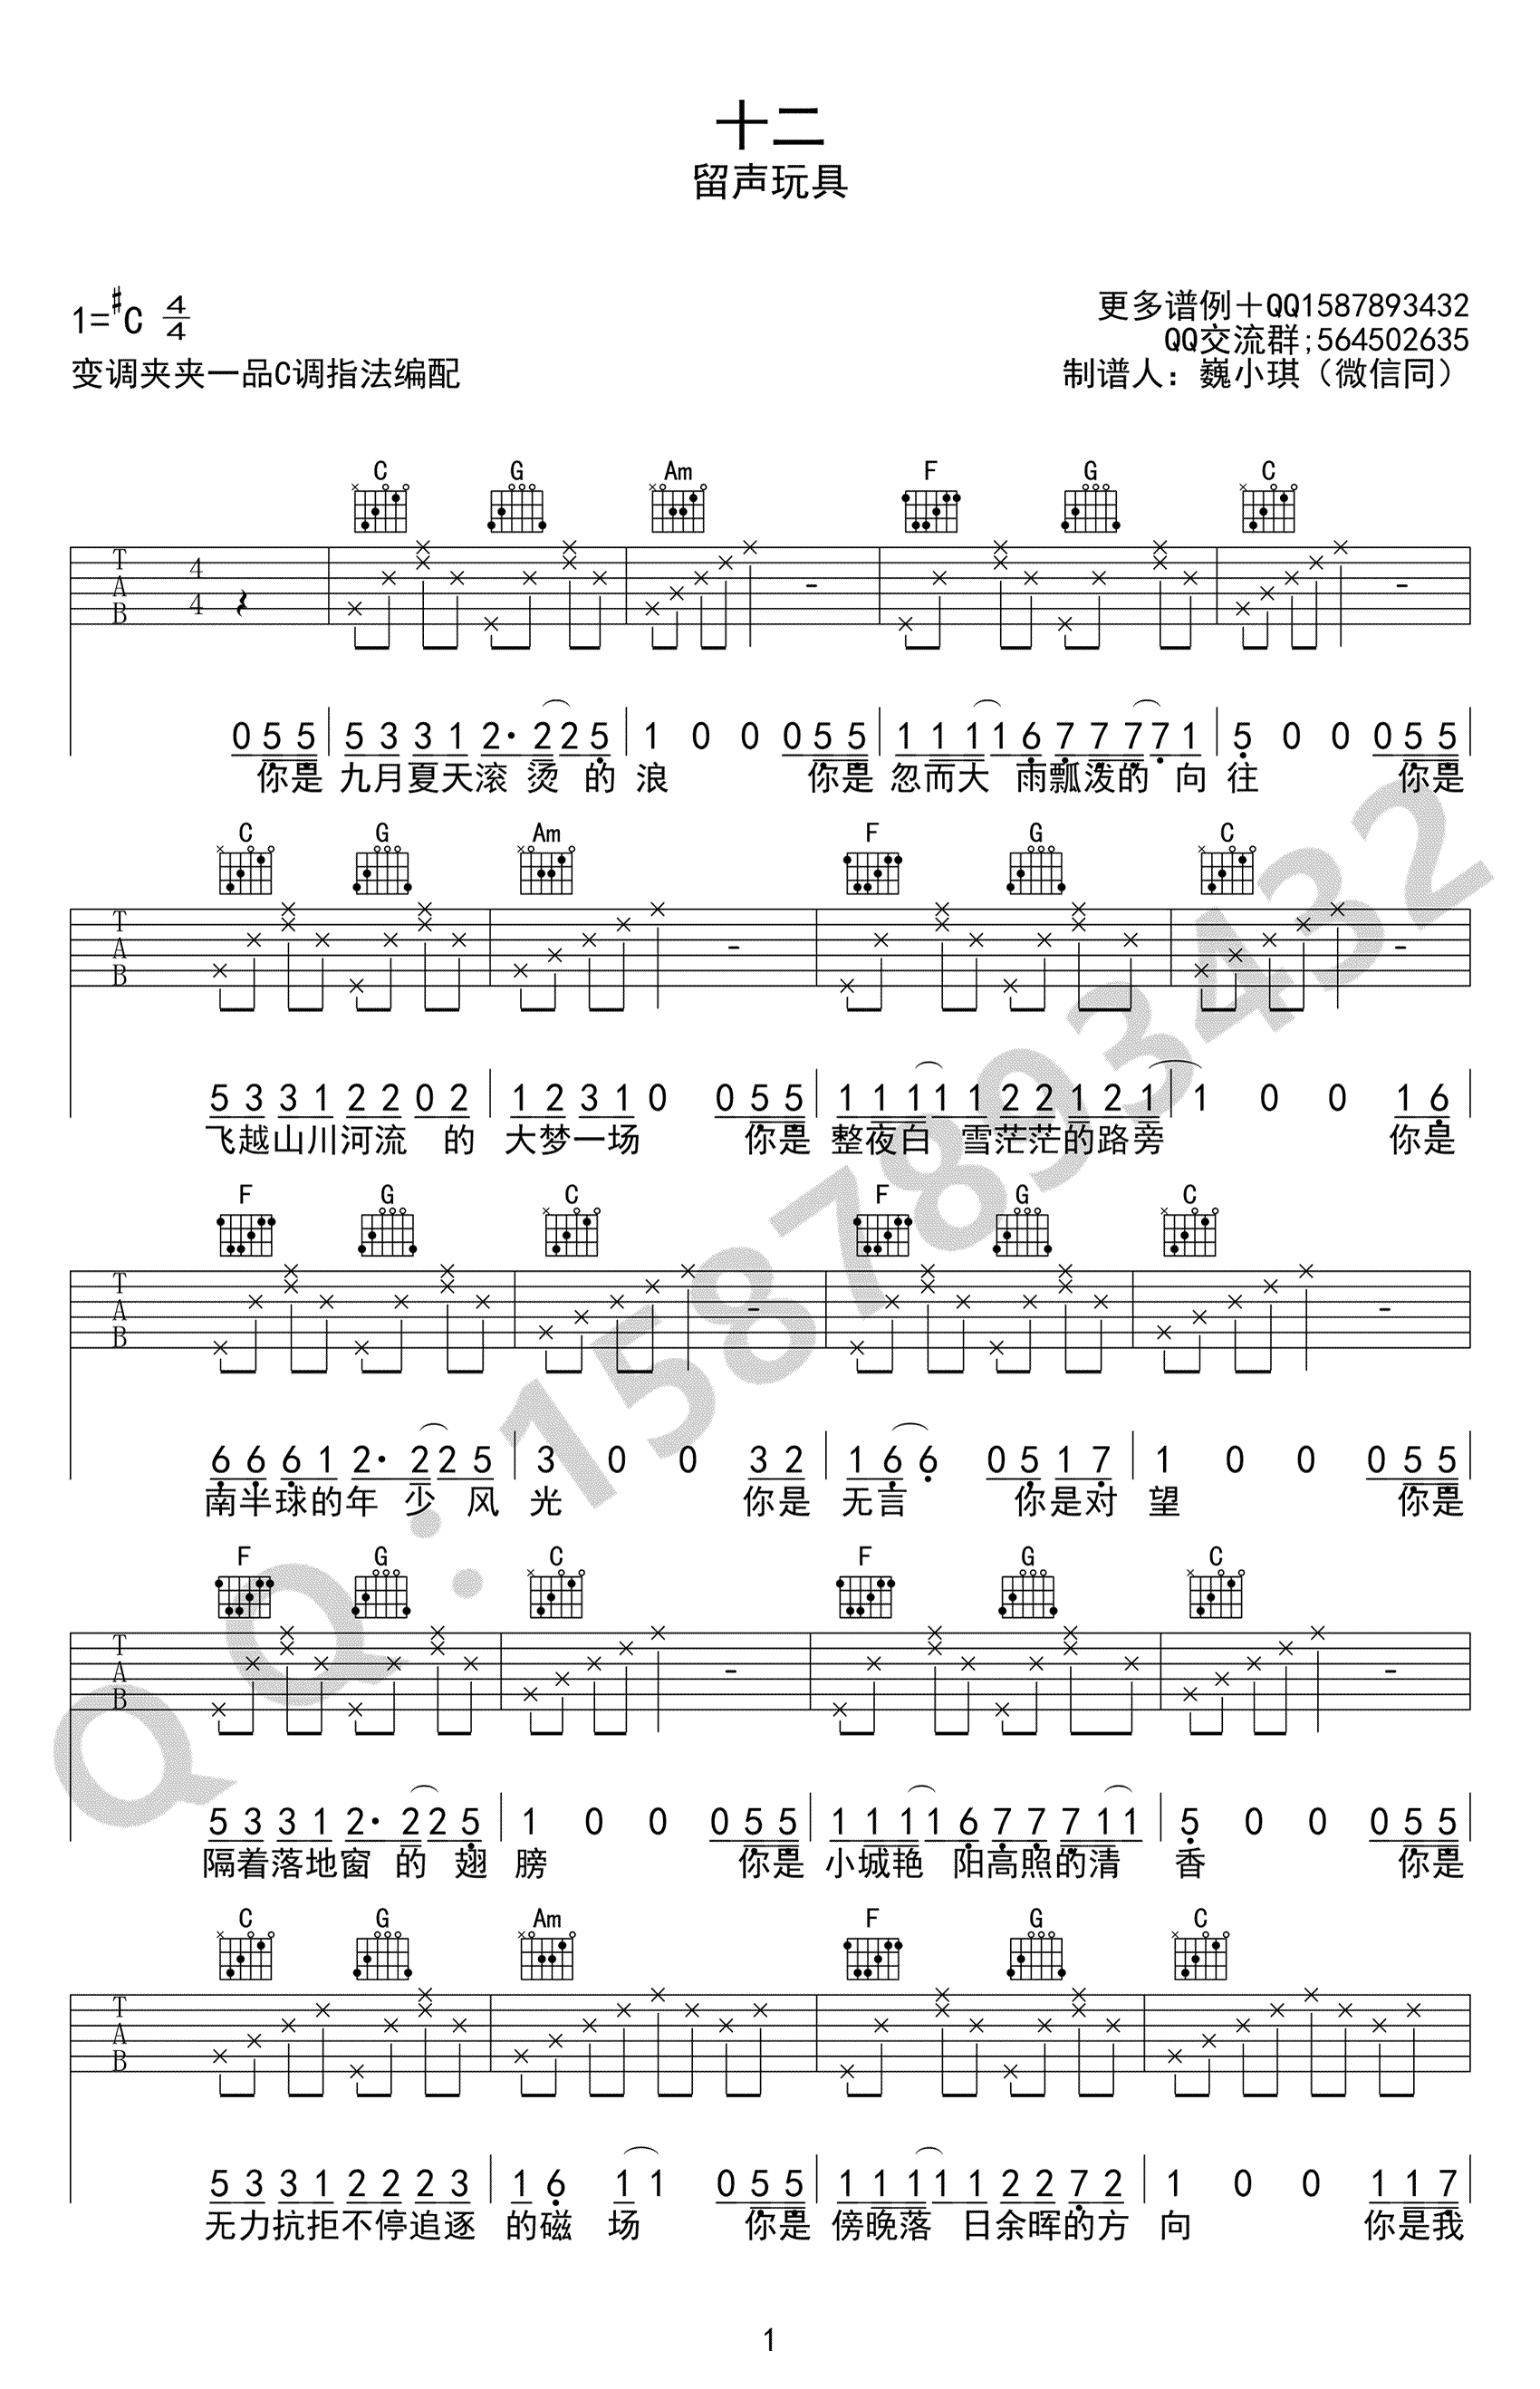 十二
留声玩具
1=#C 4/4
更多谱例＋QQ1587893432
QQ交流群;564502635
变调夹夹一品C调指法编配
制谱人：巍小琪（微信同）
C G Am F G C
T A B 4 4
0 5 5 | 5 3 3 1 2· 2 2 5 | 1 0 0 0 5 5 | 1 1 1 1 6 7 7 7 7 1 | 5 0 0 0 5 5
你是 九月夏天滚 烫 的 浪 你是 忽而大 雨瓢泼的 向 往 你是
C G Am F G C
T A B
5 3 3 1 2 2 0 2 | 1 2 3 1 0 0 5 5 | 1 1 1 1 1 2 2 1 2 1 | 1 0 0 1 6
飞越山川河流 的 大梦一场 你是 整夜白 雪茫茫的路旁 你是
F G C F G C
T A B
6 6 6 1 2· 2 2 5 | 3 0 0 3 2 | 1 6 6 0 5 1 7 | 1 0 0 0 5 5
南半球的年 少 风 光 你是 无言 你是对 望 你是
F G C F G C
T A B
5 3 3 1 2· 2 2 5 | 1 0 0 0 5 5 | 1 1 1 1 6 7 7 7 1 1 | 5 0 0 0 5 5
隔着落地窗 的 翅 膀 你是 小城艳 阳高照的清 香 你是
C G Am F G C
T A B
5 3 3 1 2 2 2 3 | 1 6 1 1 0 5 5 | 1 1 1 1 1 2 2 7 2 | 1 0 0 1 1 7
无力抗拒不停追逐 的磁 场 你是 傍晚落 日余晖的方 向 你是我
QQ:1587893432
1